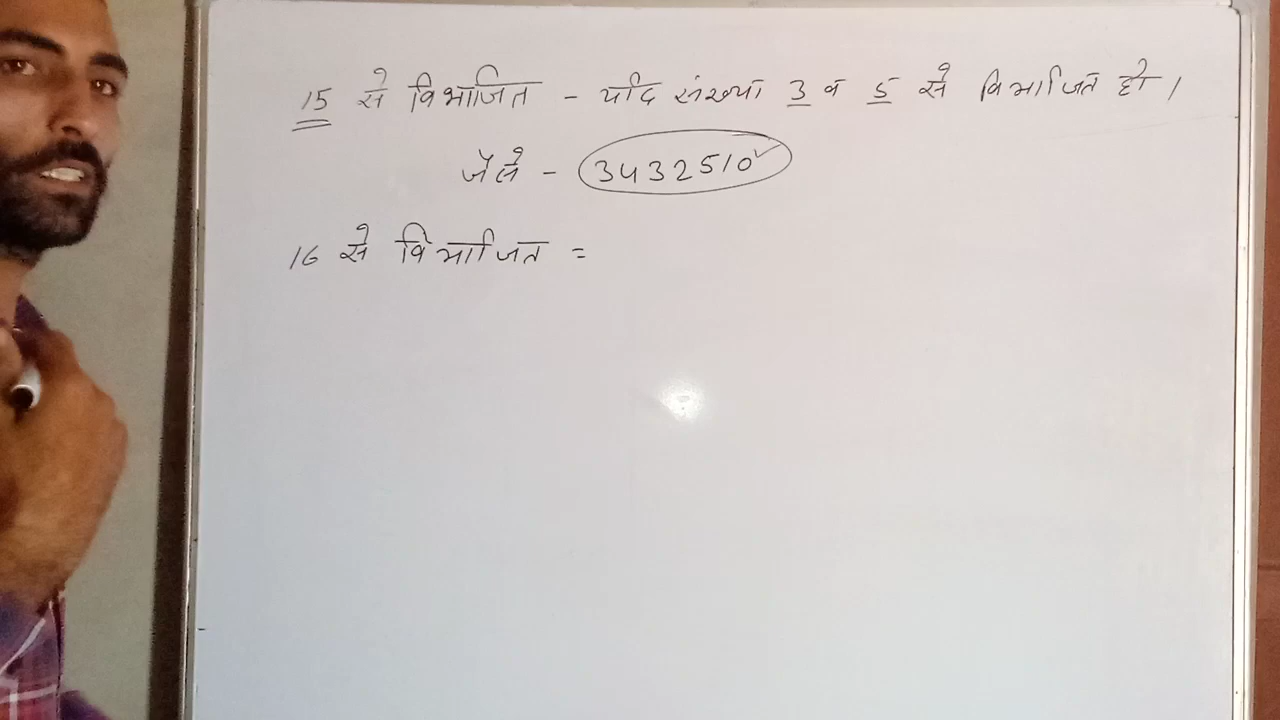 15 से विभाजित - यदि संख्या 3 व 5 से विभाजित हो।
जैसे - 3432510
16 से विभाजित =